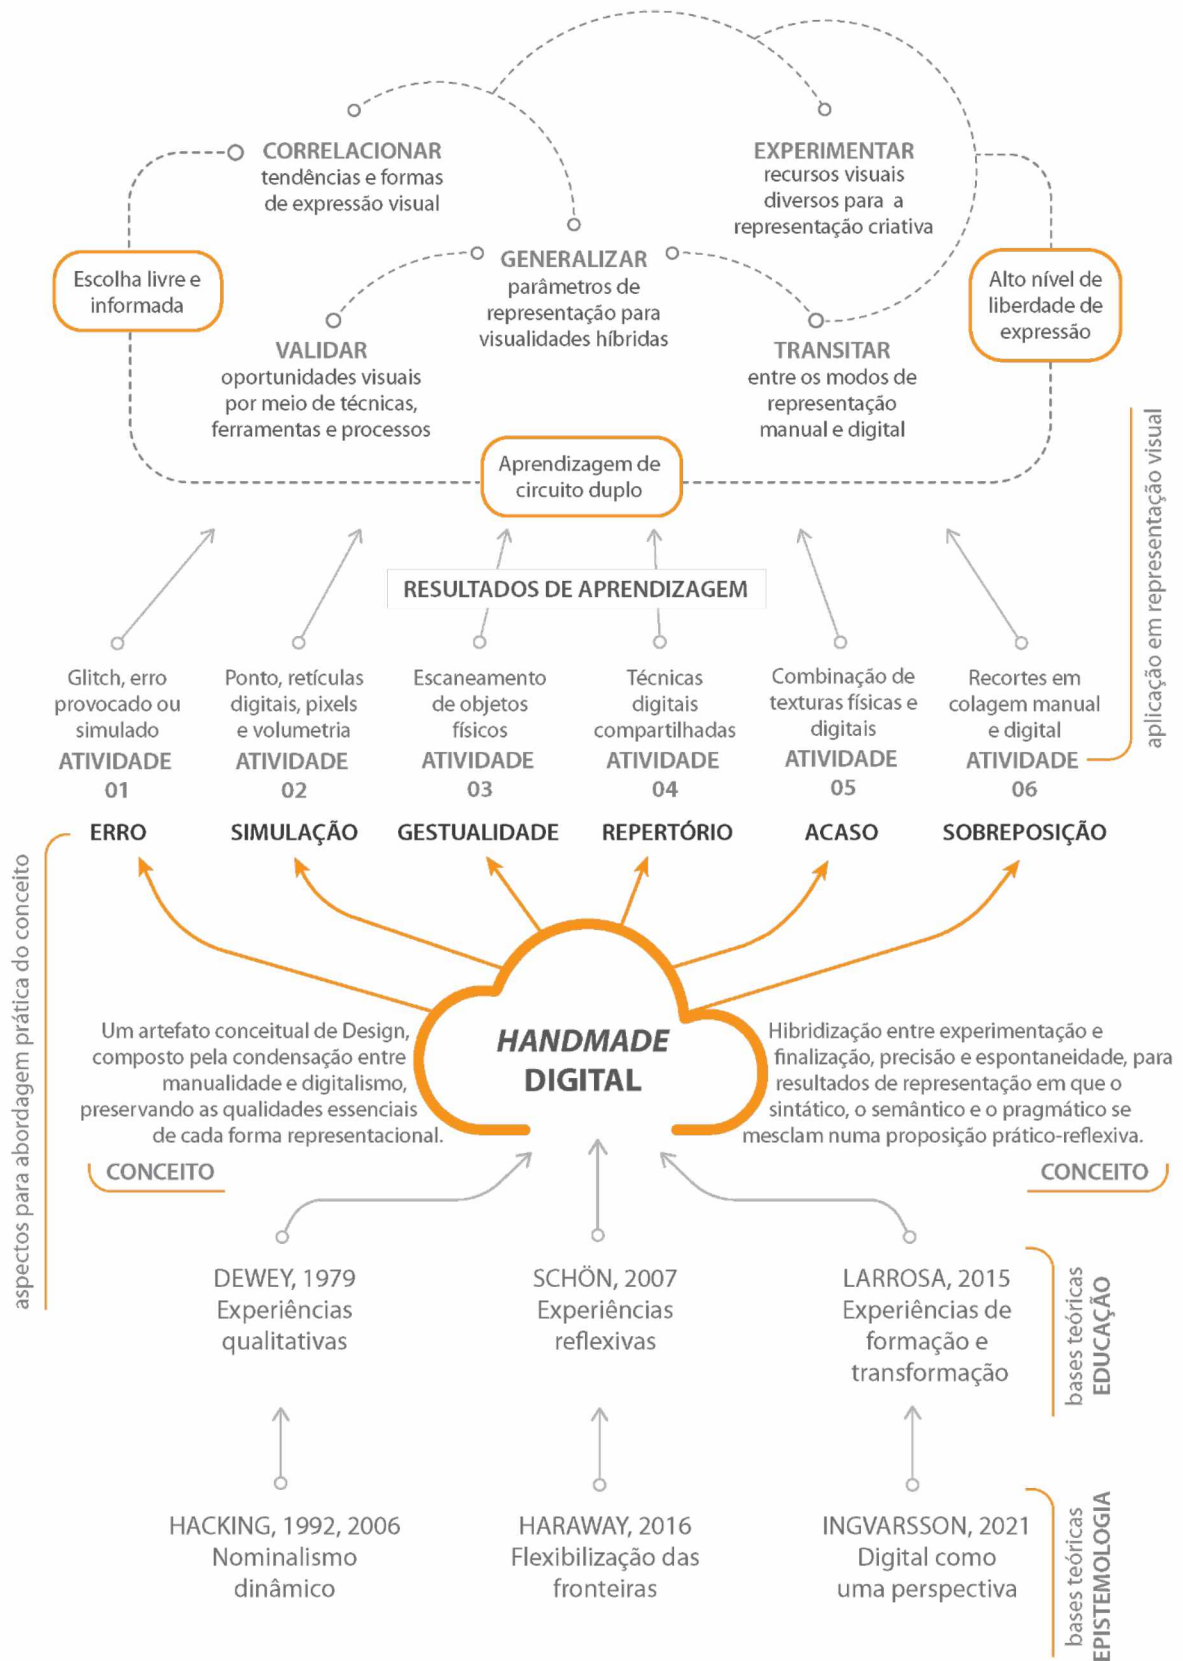 CORRELACIONAR
tendências e formas
de expressão visual
EXPERIMENTAR
recursos visuais
diversos para a
representação criativa
Escolha livre e
informada
GENERALIZAR
parâmetros de
representação para
visualidades híbridas
Alto nível de
liberdade de
expressão
VALIDAR
oportunidades visuais
por meio de técnicas,
ferramentas e processos
TRANSITAR
entre os modos de
representação
manual e digital
Aprendizagem de
circuito duplo
aplicação em representação visual
RESULTADOS DE APRENDIZAGEM
Glitch, erro
provocado ou
simulado
ATIVIDADE
01
Ponto, retículas
digitais, pixels
e volumetria
ATIVIDADE
02
Escaneamento
de objetos
físicos
ATIVIDADE
03
Técnicas
digitais
compartilhadas
ATIVIDADE
04
Combinação de
texturas físicas e
digitais
ATIVIDADE
05
Recortes em
colagem manual
e digital
ATIVIDADE
06
ERRO
SIMULAÇÃO
GESTUALIDADE
REPERTÓRIO
ACASO
SOBREPOSIÇÃO
aspectos para abordagem prática do conceito
Um artefato conceitual de Design,
composto pela condensação entre
manualidade e digitalismo,
preservando as qualidades essenciais
de cada forma representacional.
CONCEITO
HANDMADE
DIGITAL
Hibridização entre experimentação e
finalização, precisão e espontaneidade, para
resultados de representação em que o
sintático, o semântico e o pragmático se
mesclam numa proposição prático-reflexiva.
CONCEITO
DEWEY, 1979
Experiências
qualitativas
SCHÖN, 2007
Experiências
reflexivas
LARROSA, 2015
Experiências de
formação e
transformação
bases teóricas
EDUCAÇÃO
HACKING, 1992, 2006
Nominalismo
dinâmico
HARAWAY, 2016
Flexibilização das
fronteiras
INGVARSSON, 2021
Digital como
uma perspectiva
bases teóricas
EPISTEMOLOGIA